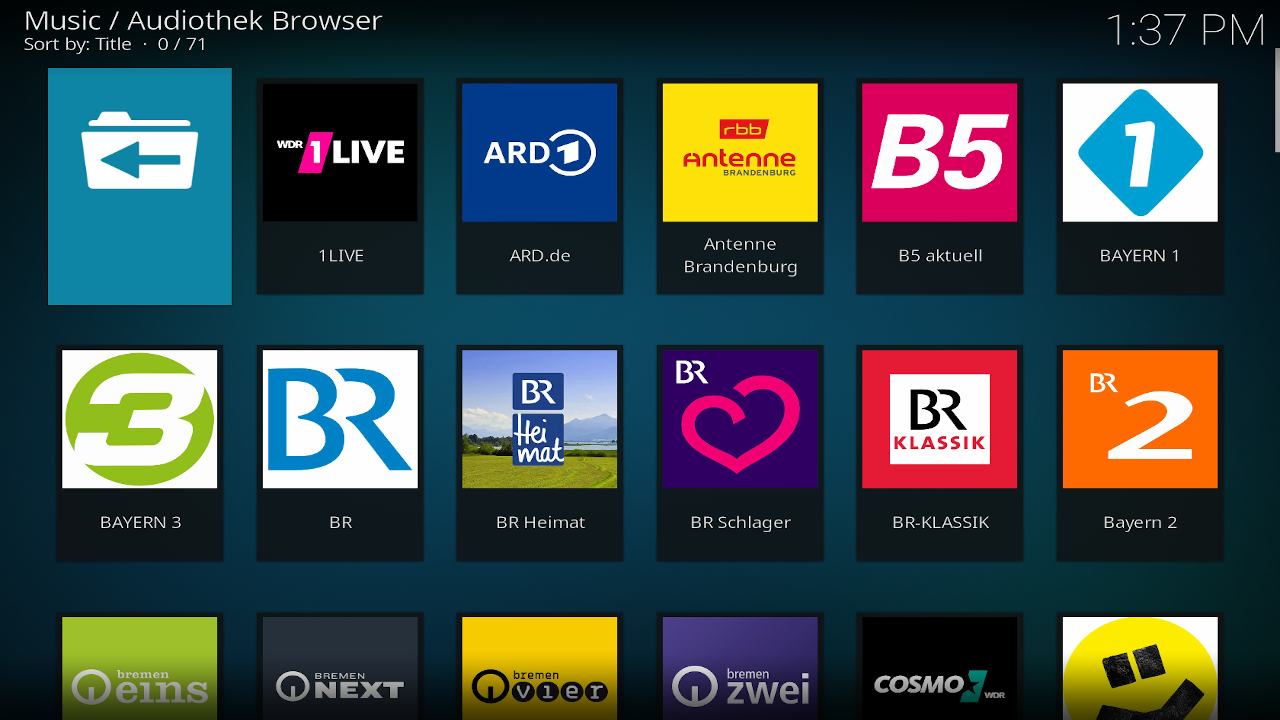 Music / Audiothek Browser
Sort by: Title · 0 / 71
1:37 PM
WDR 1 LIVE
1LIVE
ARD 1
ARD.de
rbb
Antenne
BRANDENBURG
Antenne
Brandenburg
B5
B5 aktuell
1
BAYERN 1
3
BAYERN 3
BR
BR
BR
Hei
mat
BR Heimat
BR
BR Schlager
BR
KLASSIK
BR-KLASSIK
BR
2
Bayern 2
bremen
eins
BREMEN
NEXT
bremen
vier
bremen
zwei
COSMO WDR